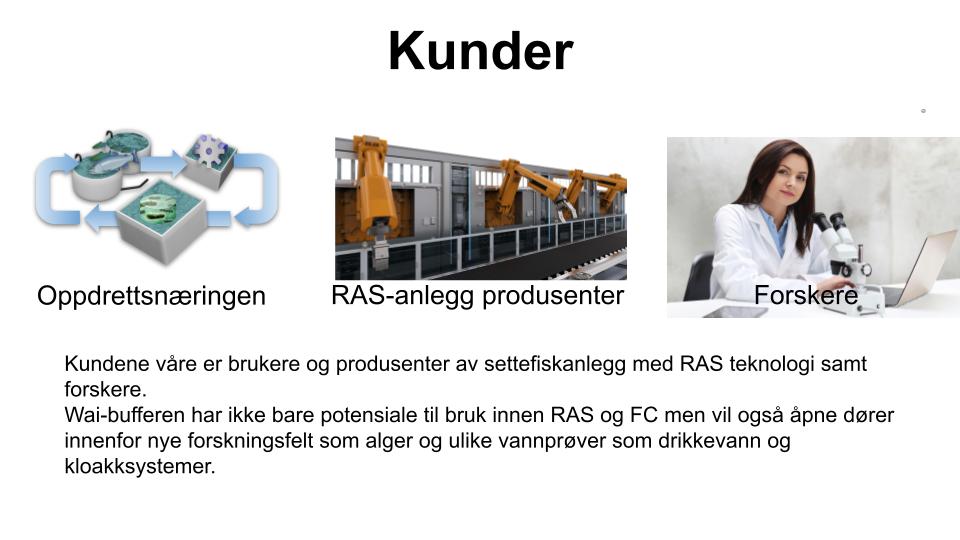 Kunder
Oppdrettsnæringen
RAS-anlegg produsenter
Forskere
Kundene våre er brukere og produsenter av settefiskanlegg med RAS teknologi samt
forskere.
Wai-bufferen har ikke bare potensiale til bruk innen RAS og FC men vil også åpne dører
innenfor nye forskningsfelt som alger og ulike vannprøver som drikkevann og
kloakksystemer.